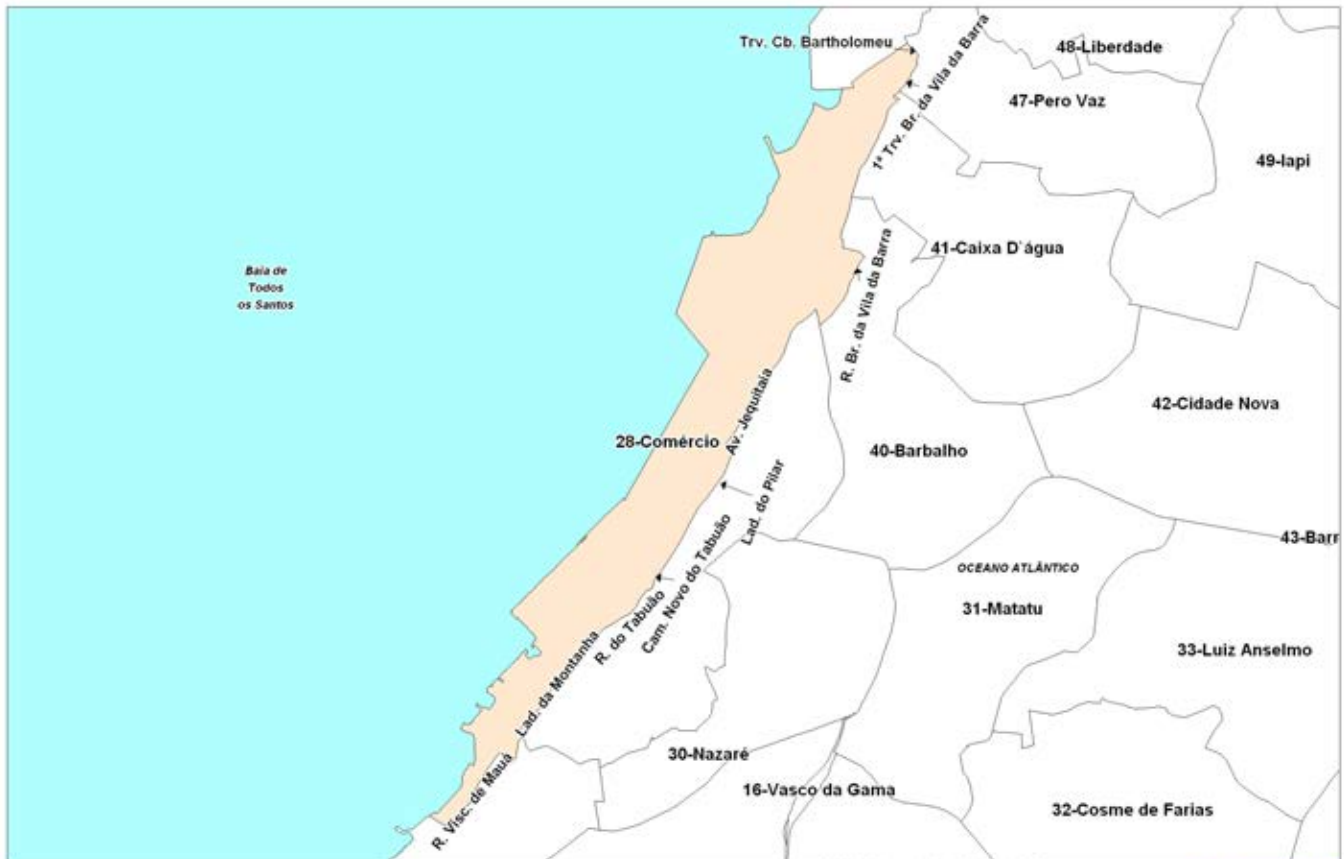 Trv. Cb. Bartholomeu
1ª Trv. Br. da Vila da Barra
48-Liberdade
47-Pero Vaz
49-Iapi
Baía de
Todos
os Santos
41-Caixa D`água
R. Br. da Vila da Barra
42-Cidade Nova
Av. Jequitaia
28-Comércio
40-Barbalho
Lad. do Pilar
43-Barr
OCEANO ATLÂNTICO
31-Matatu
Cam. Novo do Tabuão
R. do Tabuão
33-Luiz Anselmo
Lad. da Montanha
30-Nazaré
16-Vasco da Gama
R. Visc. de Mauá
32-Cosme de Farias